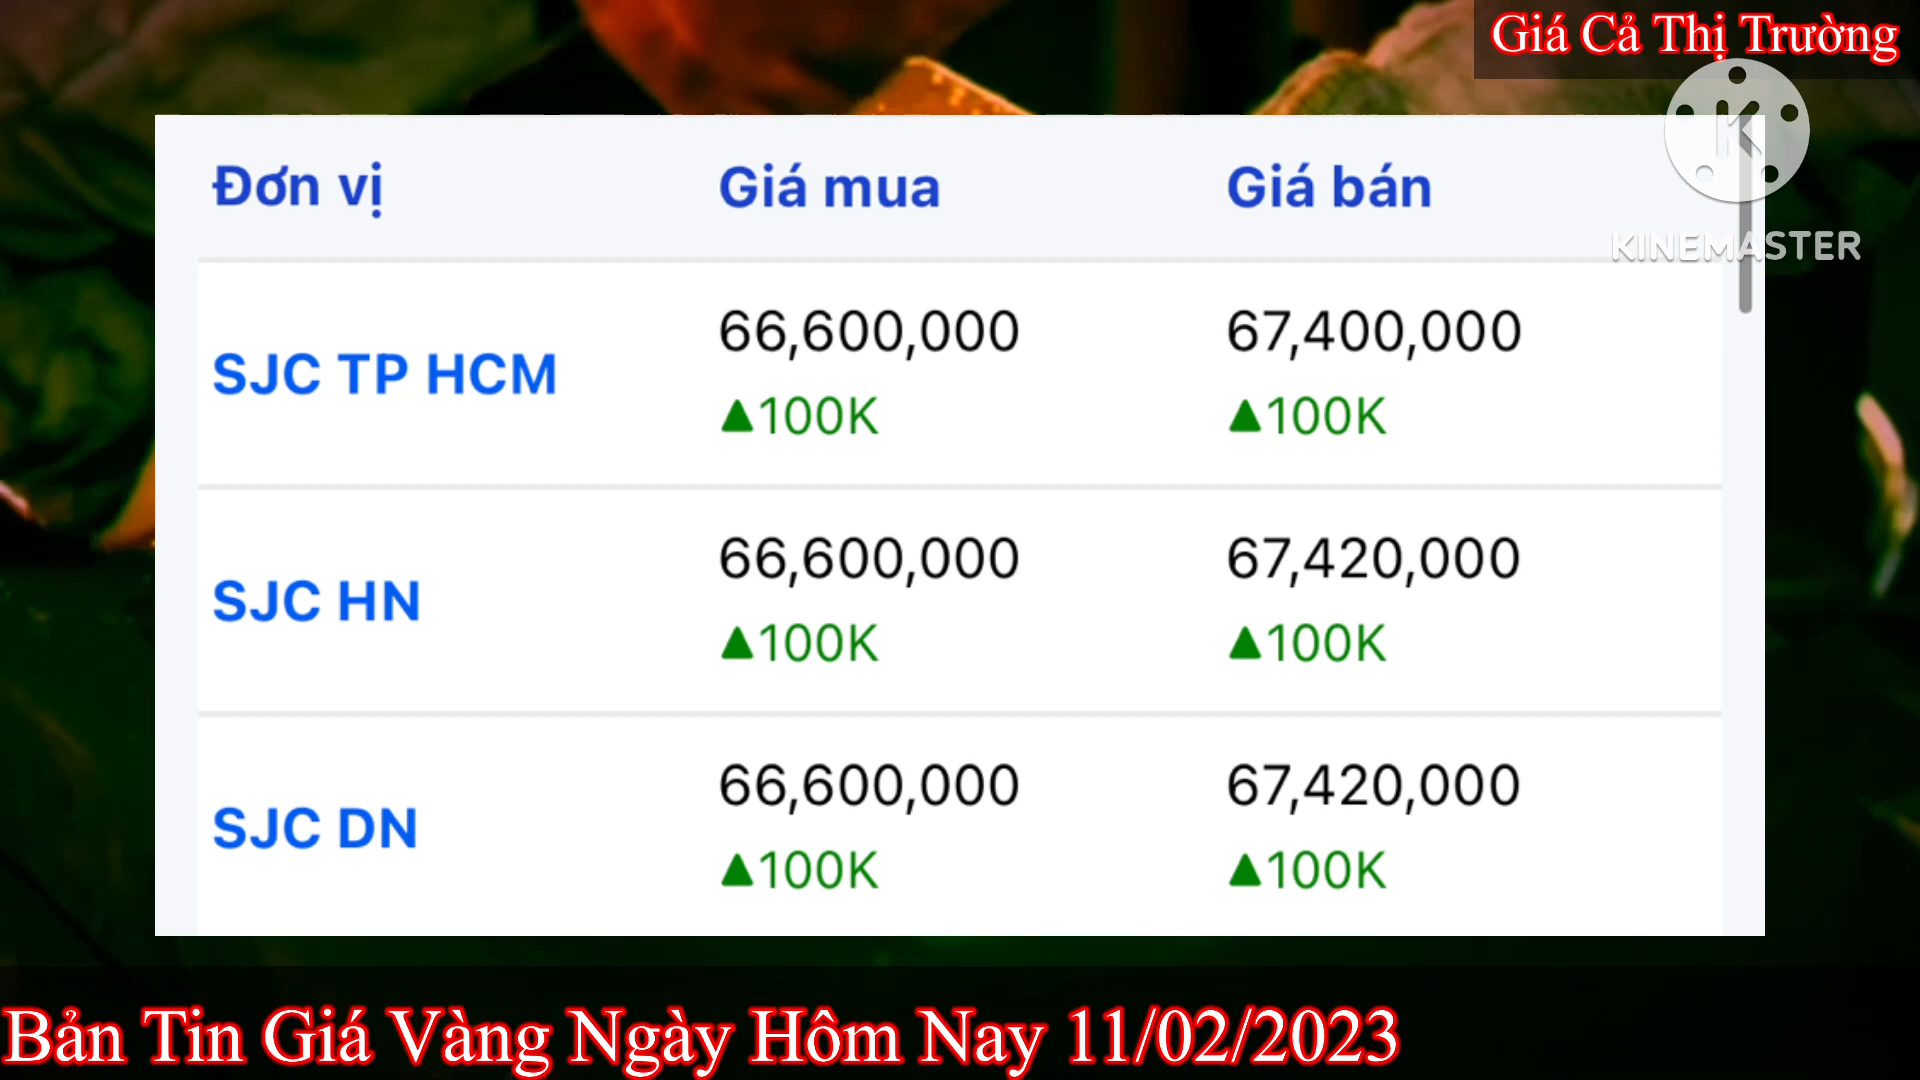 Giá Cả Thị Trường
K
KINEMASTER
Đơn vị Giá mua Giá bán
SJC TP HCM 66,600,000 67,400,000
▲100K ▲100K
SJC HN 66,600,000 67,420,000
▲100K ▲100K
SJC DN 66,600,000 67,420,000
▲100K ▲100K
Bản Tin Giá Vàng Ngày Hôm Nay 11/02/2023